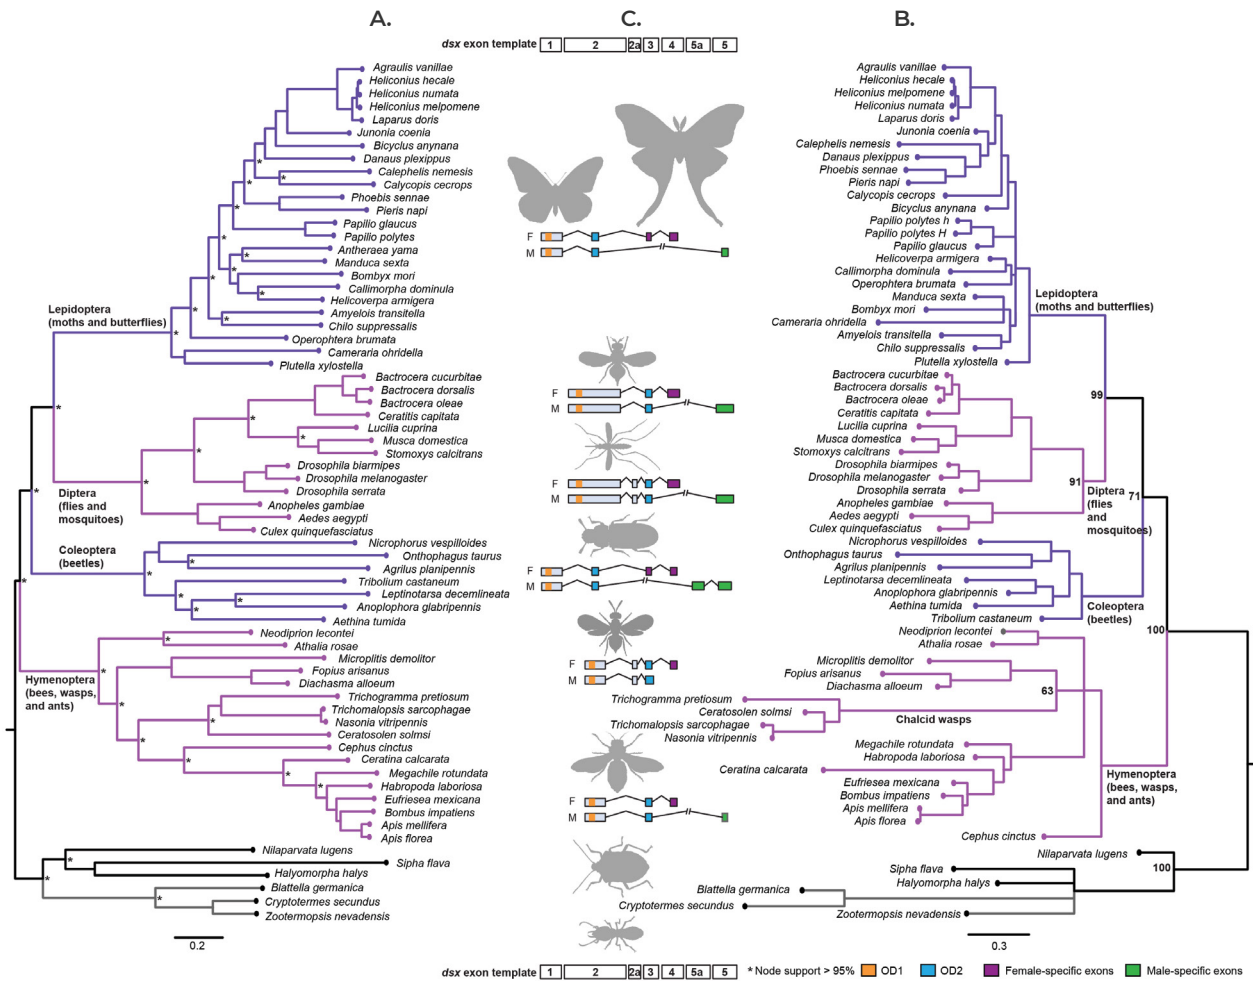 A.
C.
B.
dsx exon template 1 2 2a 3 4 5a 5
Agraulis vanillae
Heliconius hecale
Heliconius numata
Heliconius melpomene
Laparus doris
Junonia coenia
Bicyclus anynana
Danaus plexippus
Calephelis nemesis
Calycopis cecrops
Phoebis sennae
Pieris napi
Papilio glaucus
Papilio polytes
Antheraea yama
Manduca sexta
Bombyx mori
Callimorpha dominula
Helicoverpa armigera
Amyelois transitella
Chilo suppressalis
Operophtera brumata
Cameraria ohridella
Plutella xylostella
Lepidoptera
(moths and butterflies)
Bactrocera cucurbitae
Bactrocera dorsalis
Bactrocera oleae
Ceratitis capitata
Lucilia cuprina
Musca domestica
Stomoxys calcitrans
Drosophila biarmipes
Drosophila melanogaster
Drosophila serrata
Anopheles gambiae
Aedes aegypti
Culex quinquefasciatus
Diptera
(flies and
mosquitoes)
Coleoptera
(beetles)
Nicrophorus vespilloides
Onthophagus taurus
Agrilus planipennis
Tribolium castaneum
Leptinotarsa decemlineata
Anoplophora glabripennis
Aethina tumida
Neodiprion lecontei
Athalia rosae
Microplitis demolitor
Fopius arisanus
Diachasma alloeum
Trichogramma pretiosum
Trichomalopsis sarcophagae
Nasonia vitripennis
Ceratosolen solmsi
Cephus cinctus
Ceratina calcarata
Megachile rotundata
Habropoda laboriosa
Eufriesea mexicana
Bombus impatiens
Apis mellifera
Apis florea
Hymenoptera
(bees, wasps,
and ants)
Nilaparvata lugens
Sipha flava
Halyomorpha halys
Blattella germanica
Cryptotermes secundus
Zootermopsis nevadensis
0.2
F
M
F
M
F
M
F
M
F
M
F
M
dsx exon template 1 2 2a 3 4 5a 5
Agraulis vanillae
Heliconius hecale
Heliconius melpomene
Heliconius numata
Laparus doris
Junonia coenia
Calephelis nemesis
Danaus plexippus
Phoebis sennae
Pieris napi
Calycopis cecrops
Bicyclus anynana
Papilio polytes h
Papilio polytes H
Papilio glaucus
Helicoverpa armigera
Callimorpha dominula
Operophtera brumata
Manduca sexta
Bombyx mori
Cameraria ohridella
Amyelois transitella
Chilo suppressalis
Plutella xylostella
Lepidoptera
(moths and butterflies)
Bactrocera cucurbitae
Bactrocera dorsalis
Bactrocera oleae
Ceratitis capitata
Lucilia cuprina
Musca domestica
Stomoxys calcitrans
Drosophila biarmipes
Drosophila melanogaster
Drosophila serrata
Anopheles gambiae
Aedes aegypti
Culex quinquefasciatus
99
91
71
Diptera
(flies
and
mosquitoes)
Nicrophorus vespilloides
Onthophagus taurus
Agrilus planipennis
Leptinotarsa decemlineata
Anoplophora glabripennis
Aethina tumida
Tribolium castaneum
Coleoptera
(beetles)
100
Neodiprion lecontei
Athalia rosae
Microplitis demolitor
Fopius arisanus
Diachasma alloeum
63
Trichogramma pretiosum
Ceratosolen solmsi
Trichomalopsis sarcophagae
Nasonia vitripennis
Chalcid wasps
Megachile rotundata
Habropoda laboriosa
Ceratina calcarata
Eufriesea mexicana
Bombus impatiens
Apis mellifera
Apis florea
Cephus cinctus
Hymenoptera
(bees, wasps,
and ants)
Nilaparvata lugens
100
Sipha flava
Halyomorpha halys
Blattella germanica
Cryptotermes secundus
Zootermopsis nevadensis
0.3
* Node support > 95% OD1 OD2 Female-specific exons Male-specific exons